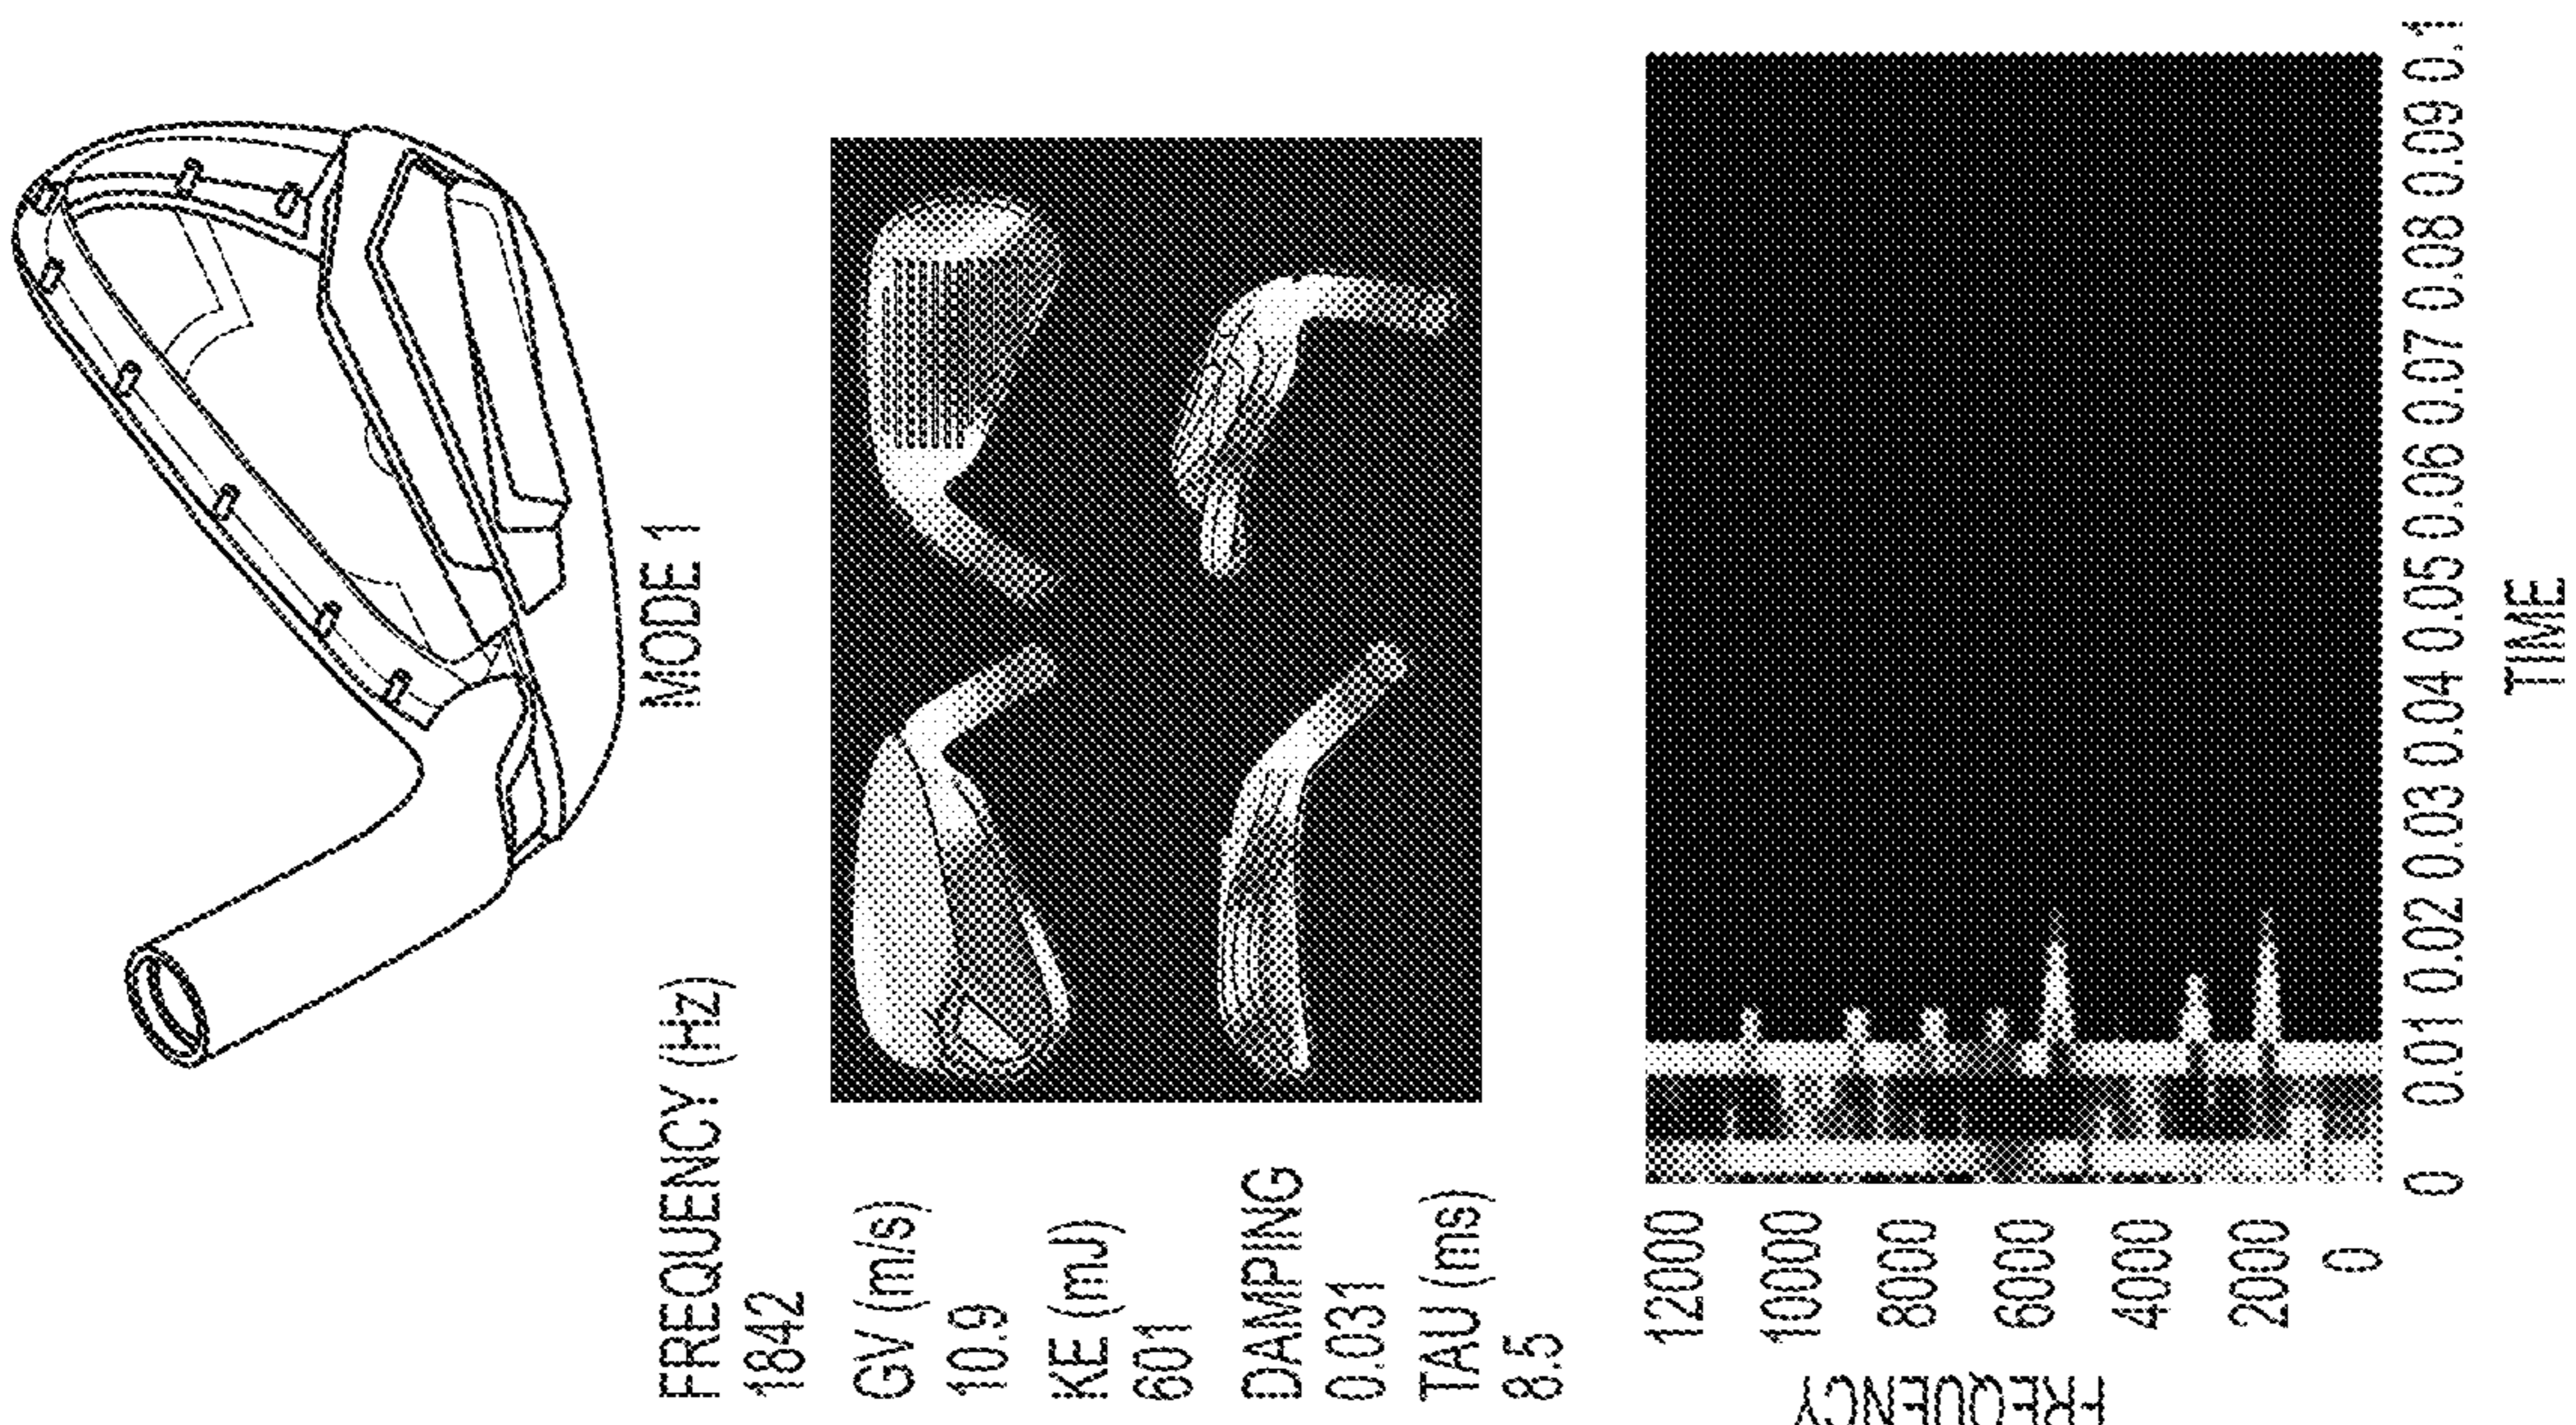 MODE 1
FREQUENCY (Hz)
1842
GV (m/s)
10.9
KE (mJ)
601
DAMPING
0.031
TAU (ms)
8.5
FREQUENCY
12000
10000
8000
6000
4000
2000
0
0 0.01 0.02 0.03 0.04 0.05 0.06 0.07 0.08 0.09 0.1
TIME